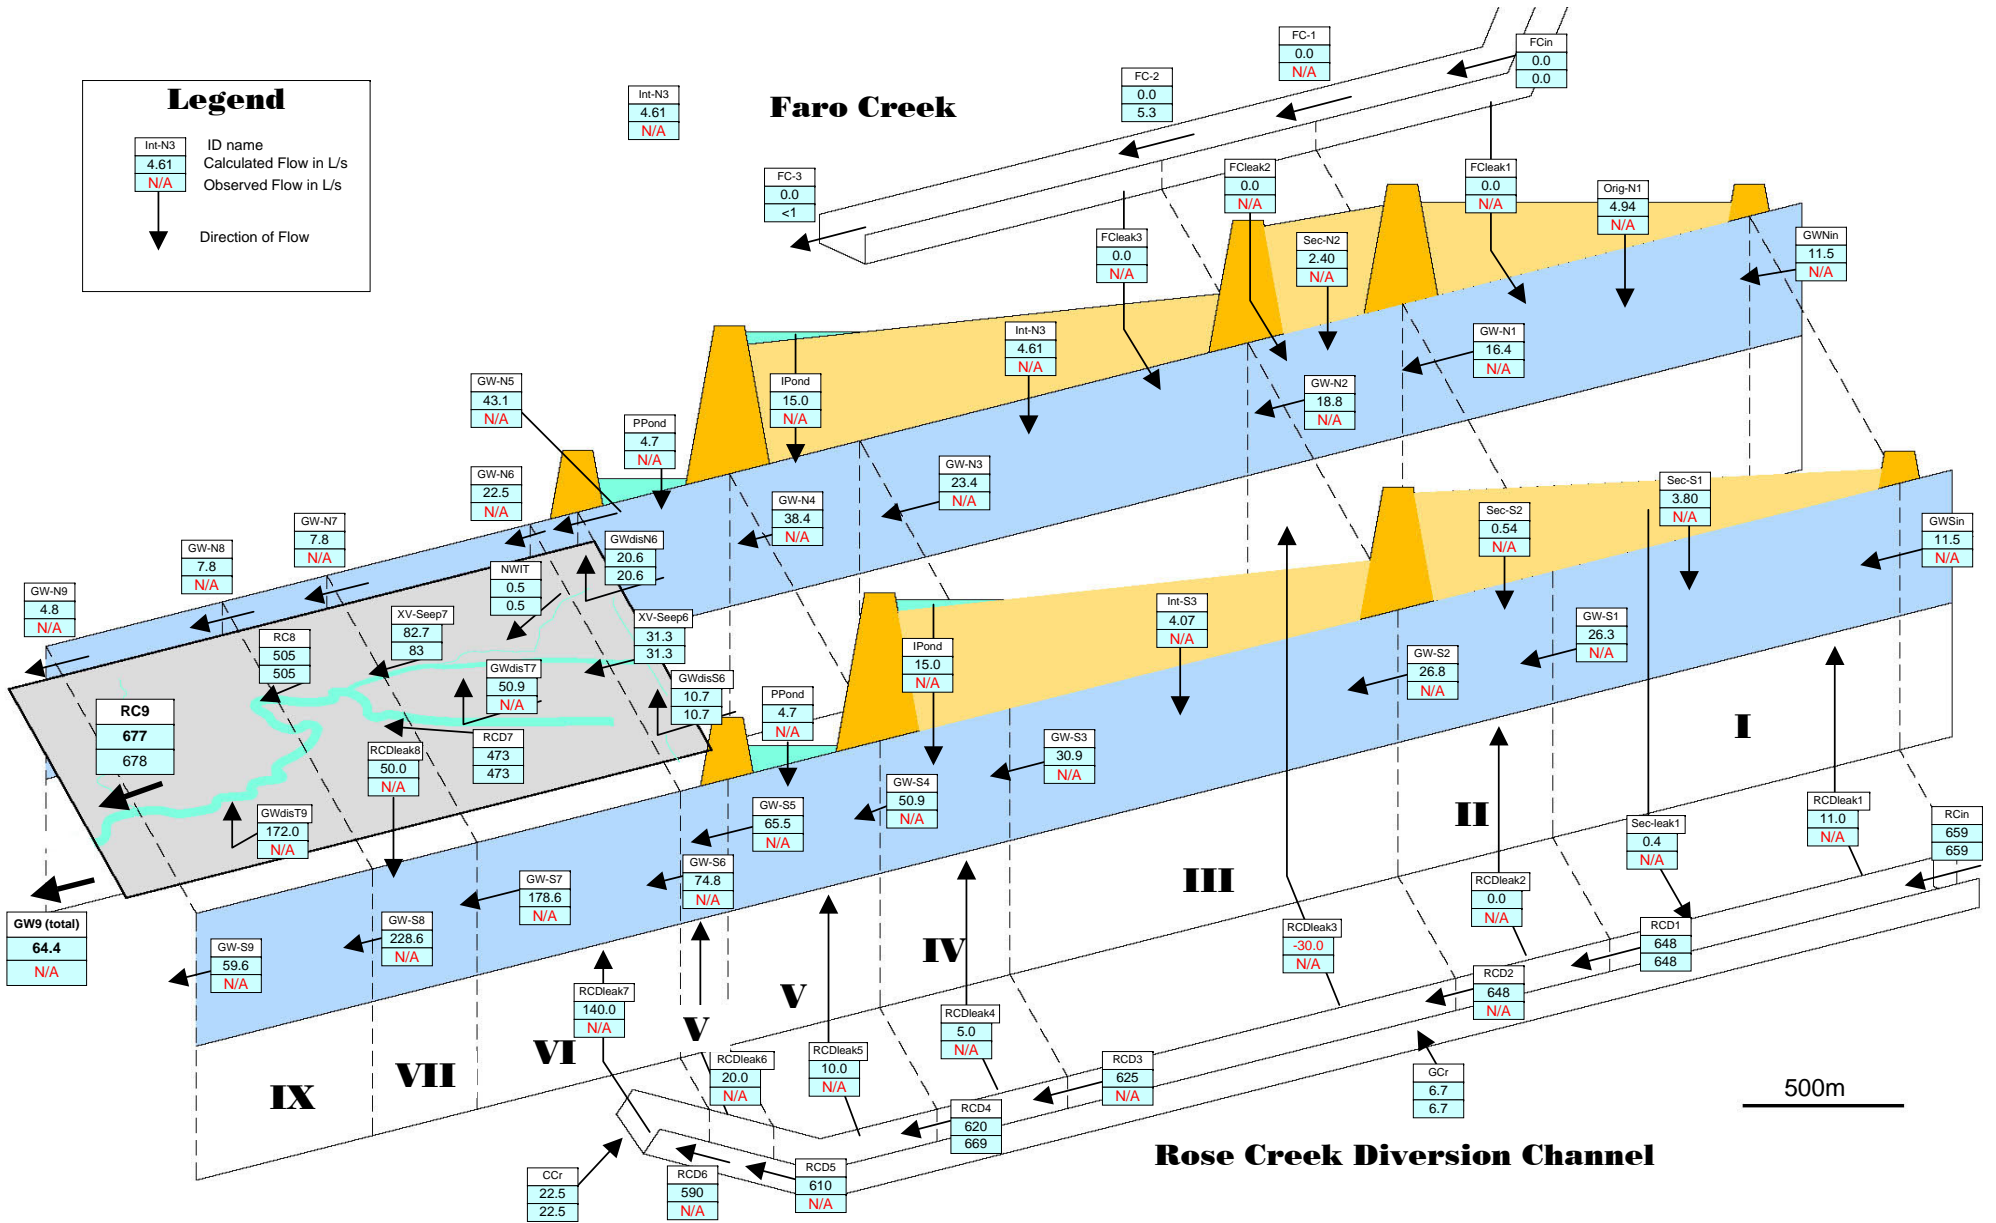 Legend
Int-N3
4.61
N/A
ID name
Calculated Flow in L/s
Observed Flow in L/s
Direction of Flow
Int-N3
4.61
N/A
Faro Creek
FC-1
0.0
N/A
FCin
0.0
0.0
FC-2
0.0
5.3
FC-3
0.0
<1
FCleak2
0.0
N/A
FCleak1
0.0
N/A
Orig-N1
4.94
N/A
FCleak3
0.0
N/A
Sec-N2
2.40
N/A
GWNin
11.5
N/A
Int-N3
4.61
N/A
GW-N1
16.4
N/A
GW-N2
18.8
N/A
GW-N5
43.1
N/A
IPond
15.0
N/A
PPond
4.7
N/A
GW-N6
22.5
N/A
GW-N3
23.4
N/A
GW-N4
38.4
N/A
Sec-S1
3.80
N/A
Sec-S2
0.54
N/A
GWSin
11.5
N/A
GW-N7
7.8
N/A
GW-N8
7.8
N/A
GW-N9
4.8
N/A
GWdisN6
20.6
20.6
NWIT
0.5
0.5
XV-Seep7
82.7
83
XV-Seep6
31.3
31.3
RC8
505
505
GWdisT7
50.9
N/A
GWdisS6
10.7
10.7
Int-S3
4.07
N/A
GW-S1
26.3
N/A
GW-S2
26.8
N/A
IPond
15.0
N/A
PPond
4.7
N/A
RC9
677
678
RCD7
473
473
RCDleak8
50.0
N/A
GW-S3
30.9
N/A
I
GWdisT9
172.0
N/A
GW-S5
65.5
N/A
GW-S4
50.9
N/A
II
Sec-leak1
0.4
N/A
RCDleak1
11.0
N/A
RCin
659
659
GW-S6
74.8
N/A
GW-S7
178.6
N/A
III
RCDleak2
0.0
N/A
GW9 (total)
64.4
N/A
GW-S9
59.6
N/A
GW-S8
228.6
N/A
IV
RCDleak3
-30.0
N/A
RCD1
648
648
RCD2
648
N/A
V
RCDleak7
140.0
N/A
V
RCDleak4
5.0
N/A
VI
VII
IX
RCDleak6
20.0
N/A
RCDleak5
10.0
N/A
RCD3
625
N/A
GCr
6.7
6.7
500m
RCD4
620
669
Rose Creek Diversion Channel
CCr
22.5
22.5
RCD6
590
N/A
RCD5
610
N/A